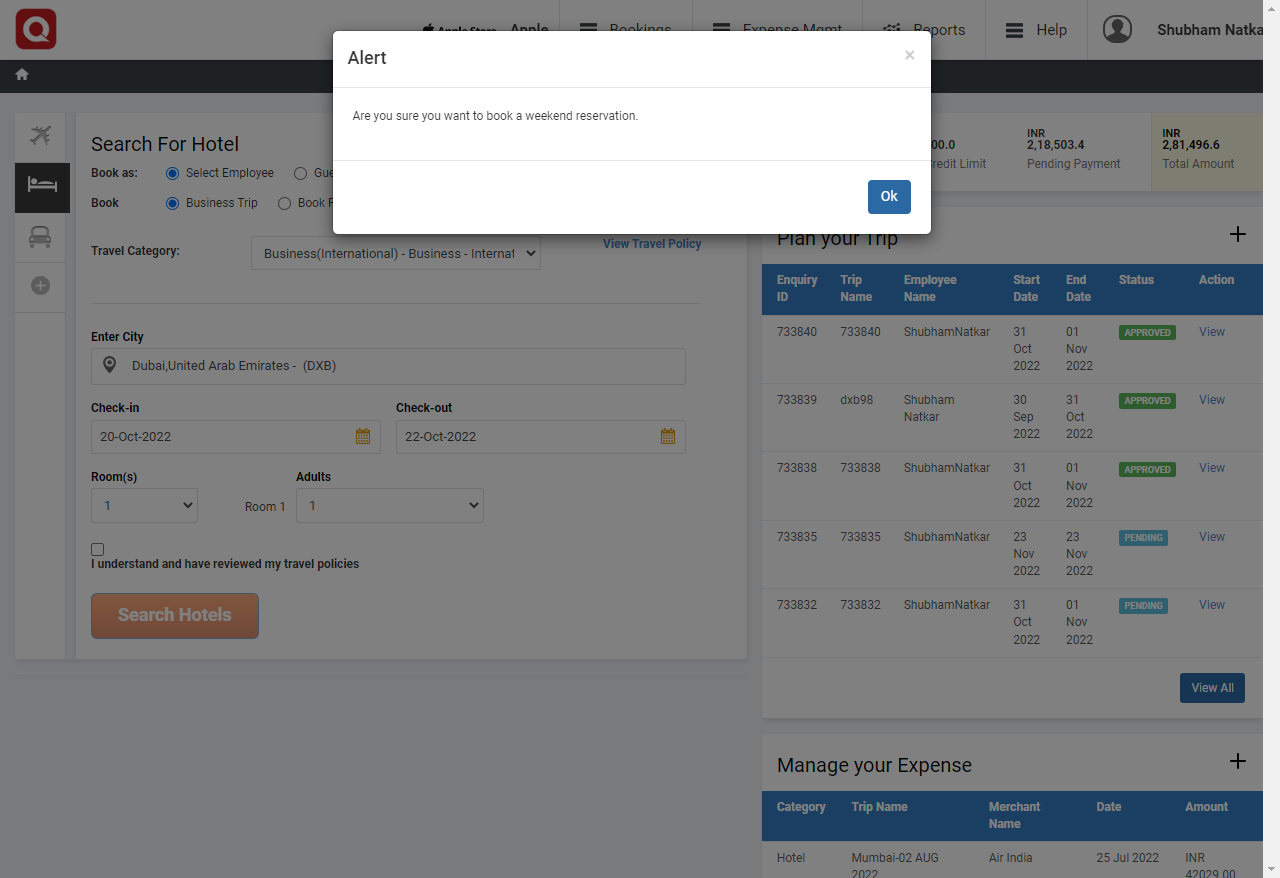 Apple Store Apple Bookings Expense Mgmt Reports Help Shubham Natka
Alert ×
Are you sure you want to book a weekend reservation.
Ok
Search For Hotel
Book as: Select Employee Gue
Book Business Trip Book
Travel Category: Business(International) - Business - Internat View Travel Policy
Enter City
Dubai,United Arab Emirates - (DXB)
Check-in Check-out
20-Oct-2022 22-Oct-2022
Room(s) Adults
1 Room 1 1
I understand and have reviewed my travel policies
Search Hotels
00.0
redit Limit
INR
2,18,503.4
Pending Payment
INR
2,81,496.6
Total Amount
Plan your Trip
Enquiry ID Trip Name Employee Name Start Date End Date Status Action
733840 733840 ShubhamNatkar 31 Oct 2022 01 Nov 2022 APPROVED View
733839 dxb98 Shubham Natkar 30 Sep 2022 31 Oct 2022 APPROVED View
733838 733838 ShubhamNatkar 31 Oct 2022 01 Nov 2022 APPROVED View
733835 733835 ShubhamNatkar 23 Nov 2022 23 Nov 2022 PENDING View
733832 733832 ShubhamNatkar 31 Oct 2022 01 Nov 2022 PENDING View
View All
Manage your Expense
Category Trip Name Merchant Name Date Amount
Hotel Mumbai-02 AUG 2022 Air India 25 Jul 2022 INR 42029.00